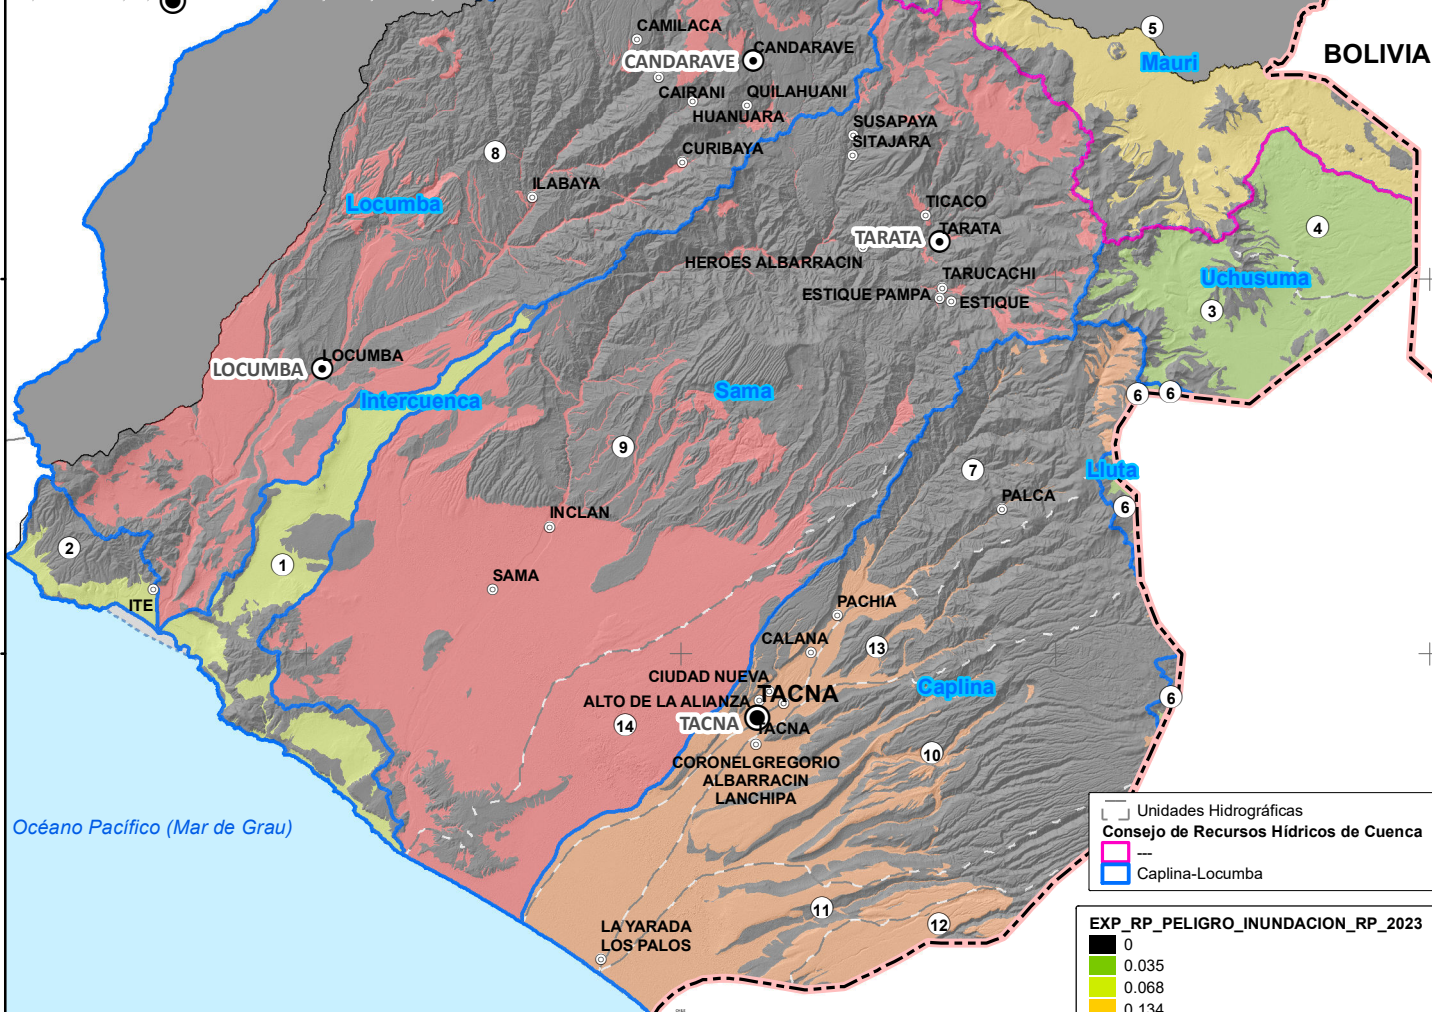 CAMILACA
5
BOLIVIA
CANDARAVE
CANDARAVE
Mauri
CAIRANI
QUILAHUANI
HUANUARA
SUSAPAYA
SITAJARA
8
CURIBAYA
ILABAYA
Locumba
TICACO
4
TARATA
TARATA
HEROES ALBARRACIN
TARUCACHI
Uchusuma
ESTIQUE PAMPA
ESTIQUE
3
LOCUMBA
LOCUMBA
Intercuenca
Sama
6
6
9
7
Lluta
PALCA
6
INCLAN
2
1
SAMA
ITE
PACHIA
CALANA
13
CIUDAD NUEVA
TACNA
Caplina
ALTO DE LA ALIANZA
6
14
TACNA
TACNA
10
CORONELGREGORIO
ALBARRACIN
LANCHIPA
Océano Pacífico (Mar de Grau)
11
12
LA YARADA
LOS PALOS
Unidades Hidrográficas
Consejo de Recursos Hídricos de Cuenca
---
Caplina-Locumba
EXP_RP_PELIGRO_INUNDACION_RP_2023
0
0.035
0.068
0.134